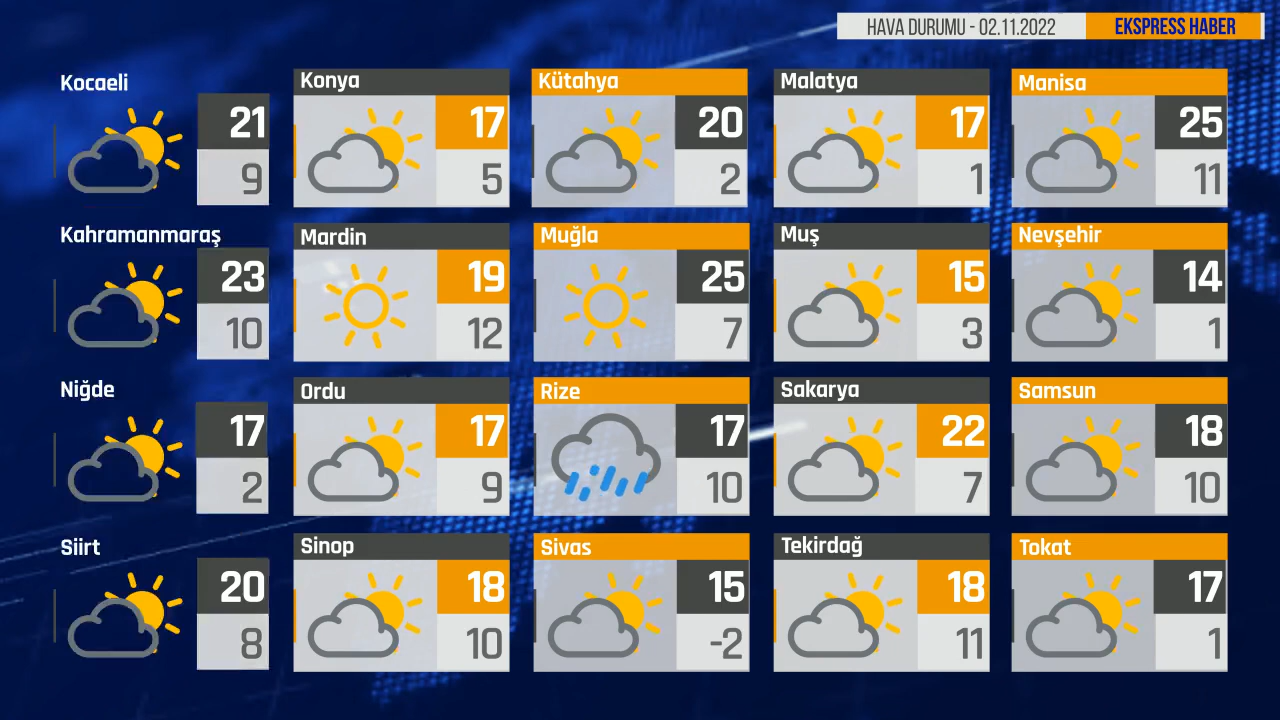 HAVA DURUMU - 02.11.2022 EKSPRESS HABER
Kocaeli
21
9
Konya
17
5
Kütahya
20
2
Malatya
17
1
Manisa
25
11
Kahramanmaraş
23
10
Mardin
19
12
Muğla
25
7
Muş
15
3
Nevşehir
14
1
Niğde
17
2
Ordu
17
9
Rize
17
10
Sakarya
22
7
Samsun
18
10
Siirt
20
8
Sinop
18
10
Sivas
15
-2
Tekirdağ
18
11
Tokat
17
1